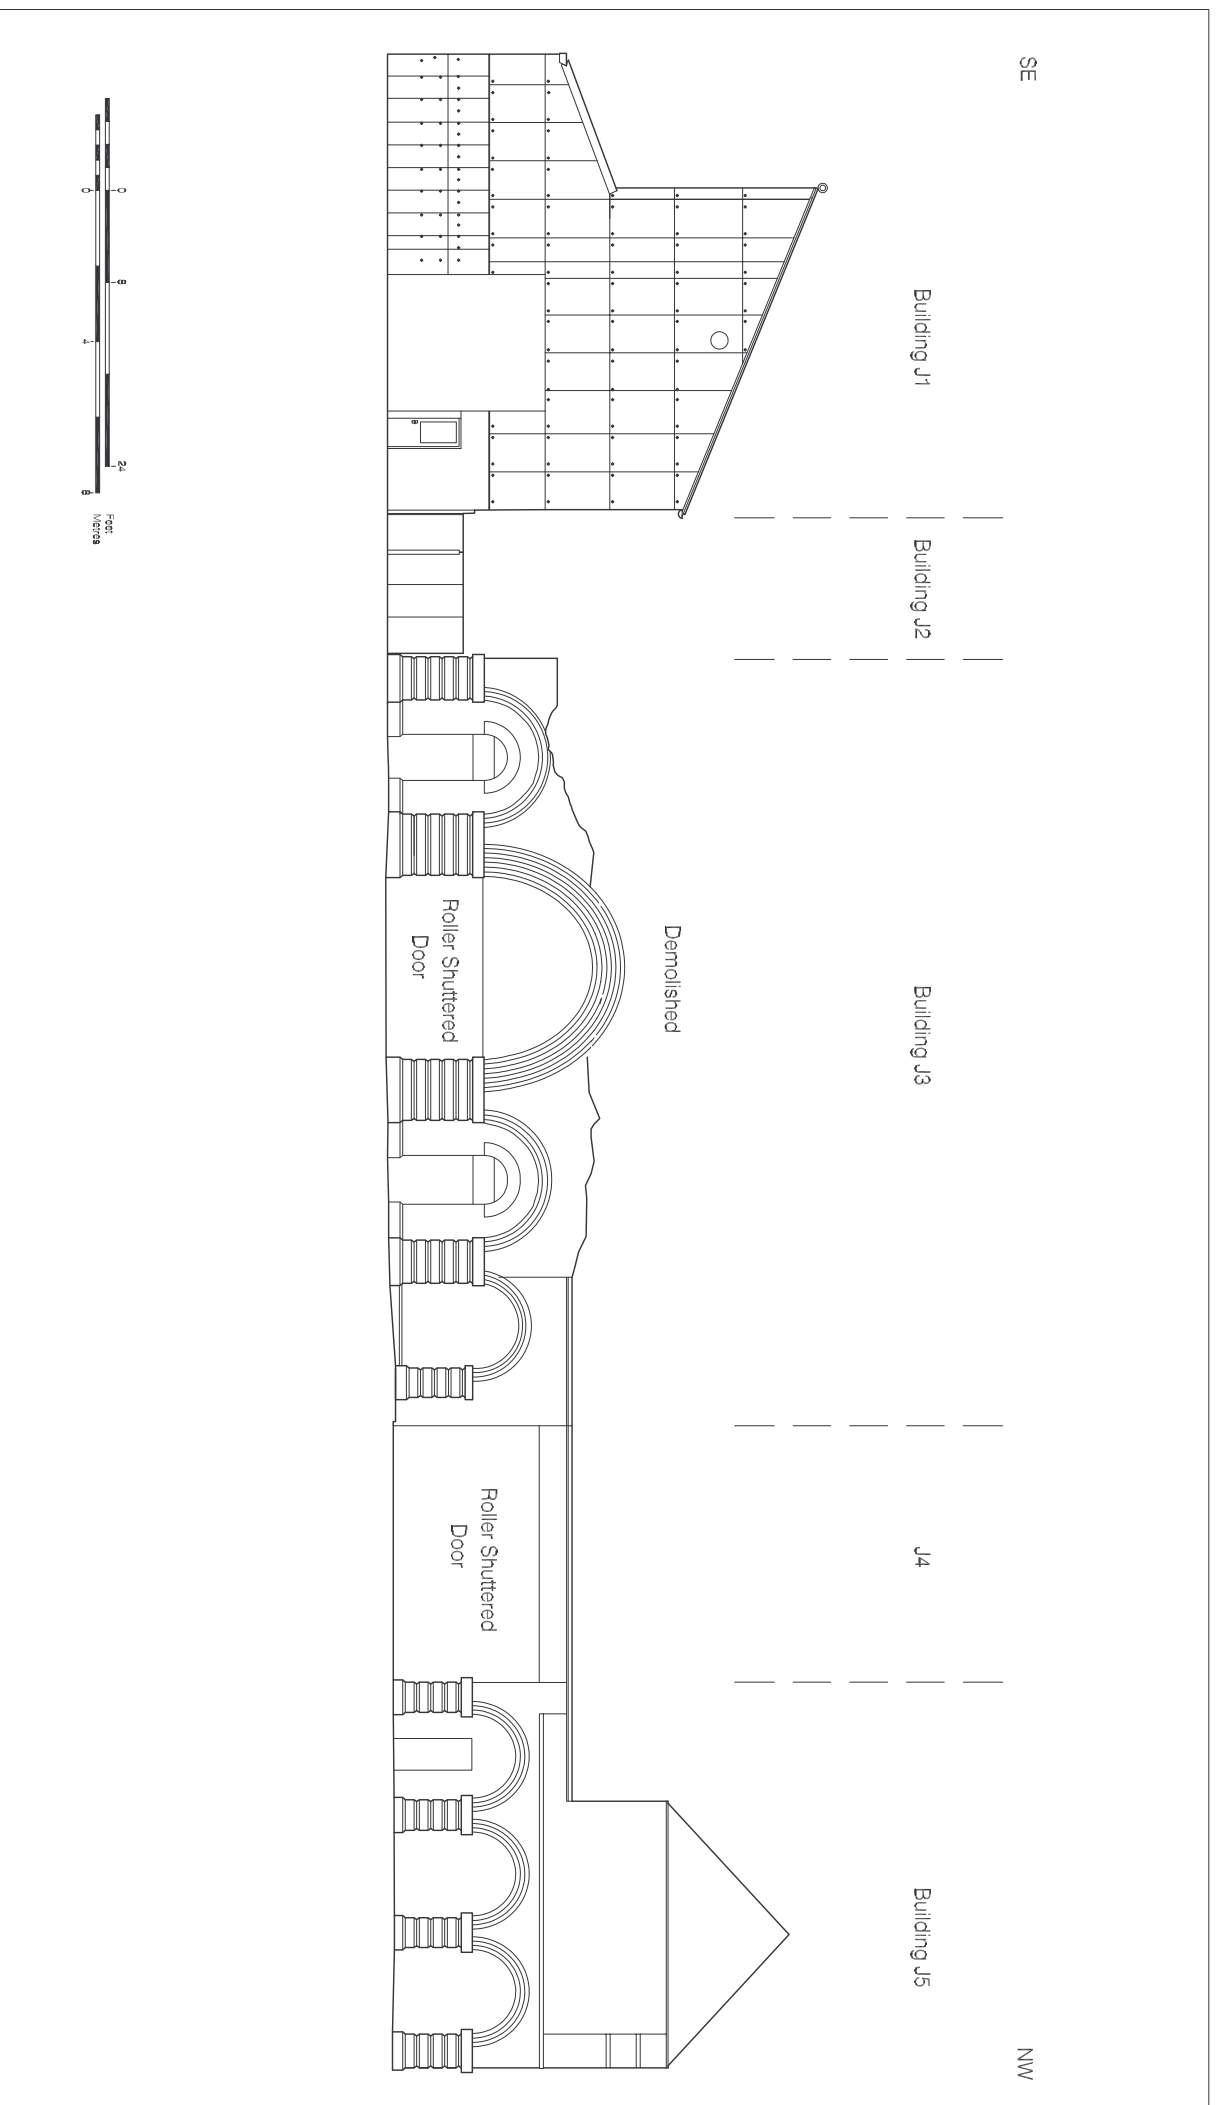 SE
NW
Building J1
Building J2
Building J3
J4
Building J5
Demolished
Roller Shuttered
Door
Roller Shuttered
Door
0 8 24
Feet
0 4 8
Metres